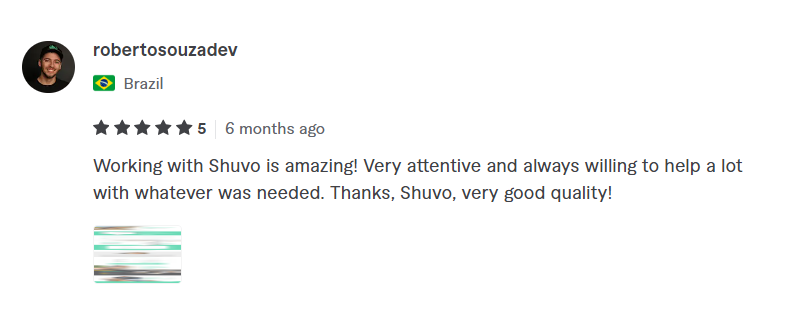 robertosouzadev
Brazil
5 6 months ago
Working with Shuvo is amazing! Very attentive and always willing to help a lot
with whatever was needed. Thanks, Shuvo, very good quality!